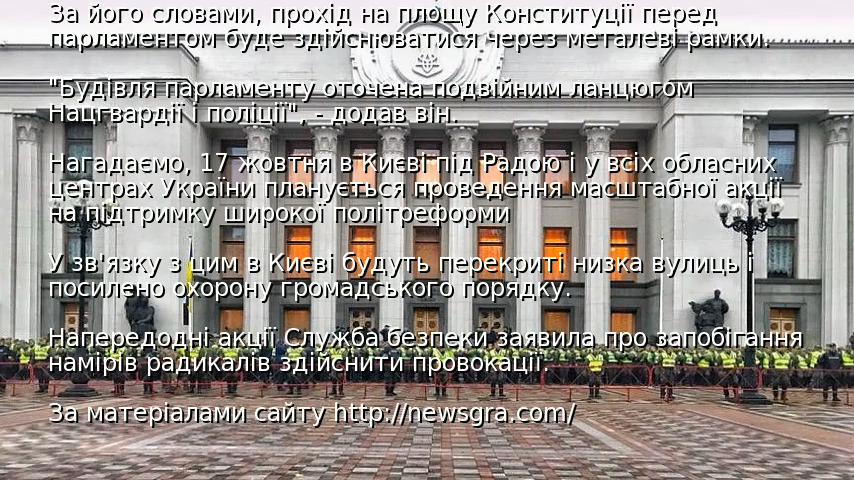 За його словами, прохід на площу Конституції перед
парламентом буде здійснюватися через металеві рамки.
"Будівля парламенту оточена подвійним ланцюгом
Нацгвардії і поліції", - додав він.
Нагадаємо, 17 жовтня в Києві під Радою і у всіх обласних
центрах України планується проведення масштабної акції
на підтримку широкої політреформи
У зв'язку з цим в Києві будуть перекриті низка вулиць і
посилено охорону громадського порядку.
Напередодні акції Служба безпеки заявила про запобігання
намірів радикалів здійснити провокації.
За матеріалами сайту http://newsgra.com/